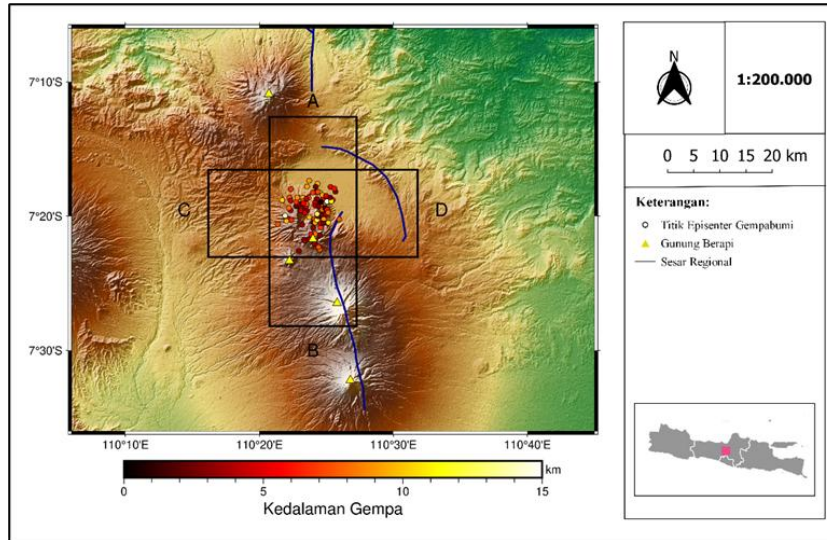 7°10'S
7°20'S
7°30'S
A
C
D
B
110°10'E
110°20'E
110°30'E
110°40'E
km
0
5
10
15
Kedalaman Gempa
N
1:200.000
0 5 10 15 20 km
Keterangan:
Titik Episenter Gempabumi
Gunung Berapi
Sesar Regional